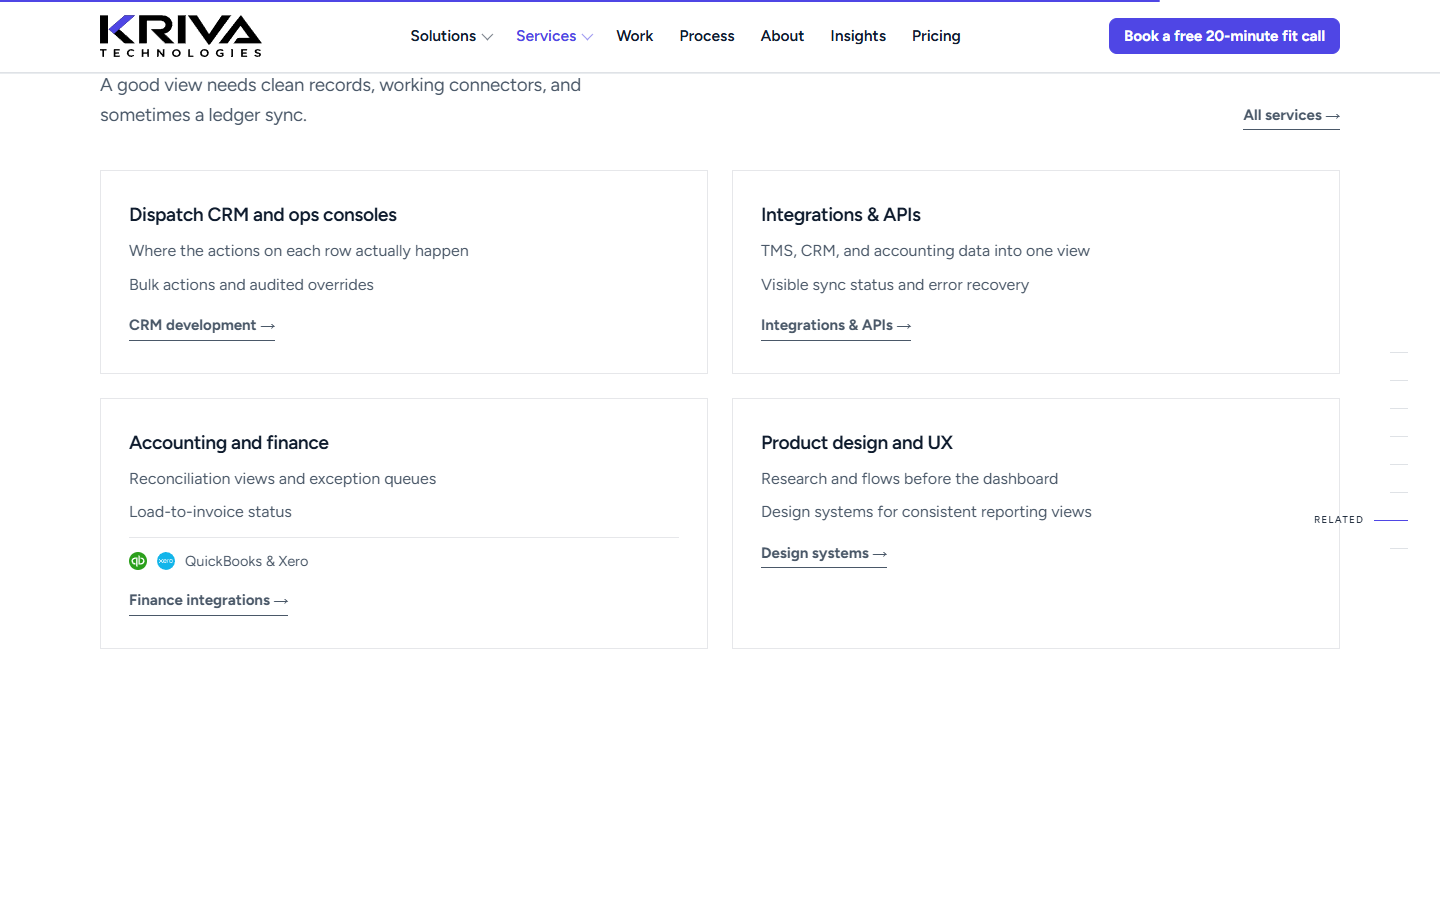 KRIVA
TECHNOLOGIES
Solutions
Services
Work
Process
About
Insights
Pricing
Book a free 20-minute fit call
A good view needs clean records, working connectors, and
sometimes a ledger sync.
All services →
Dispatch CRM and ops consoles
Where the actions on each row actually happen
Bulk actions and audited overrides
CRM development →
Integrations & APIs
TMS, CRM, and accounting data into one view
Visible sync status and error recovery
Integrations & APIs →
Accounting and finance
Reconciliation views and exception queues
Load-to-invoice status
qb
xero
QuickBooks & Xero
Finance integrations →
Product design and UX
Research and flows before the dashboard
Design systems for consistent reporting views
Design systems →
RELATED